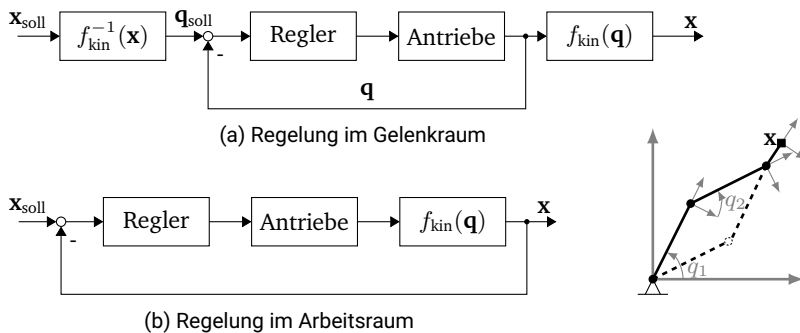 x_soll
f_kin^{-1}(x)
q_soll
-
Regler
Antriebe
f_kin(q)
x
q
(a) Regelung im Gelenkraum
x_soll
-
Regler
Antriebe
f_kin(q)
x
(b) Regelung im Arbeitsraum
x
q_2
q_1